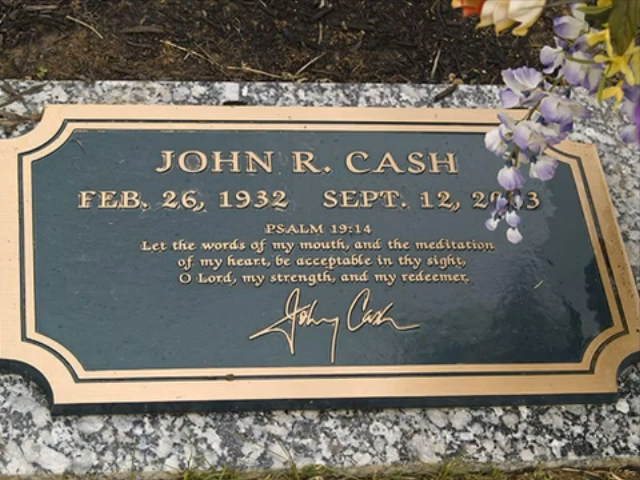 JOHN R. CASH
FEB. 26, 1932 SEPT. 12, 2003
PSALM 19:14
Let the words of my mouth, and the meditation
of my heart, be acceptable in thy sight,
O Lord, my strength, and my redeemer.
Johnny Cash